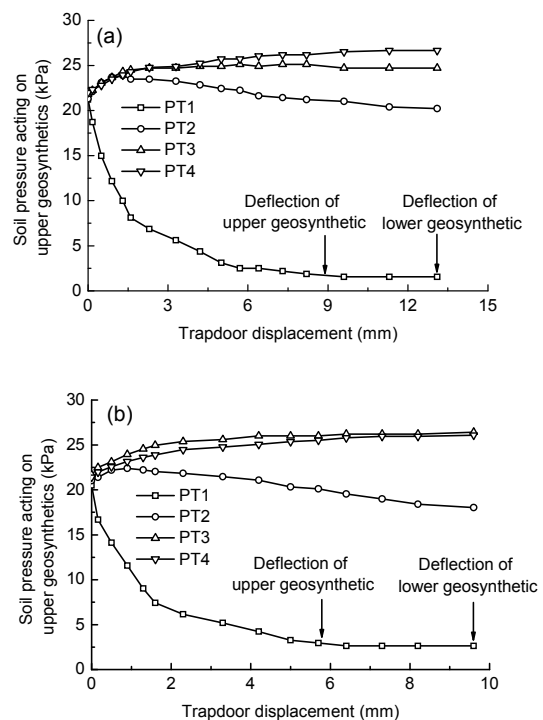 (a)
Soil pressure acting on
upper geosynthetics (kPa)
30
25
20
15
10
5
0
PT1
PT2
PT3
PT4
Deflection of
upper geosynthetic
Deflection of
lower geosynthetic
0
3
6
9
12
15
Trapdoor displacement (mm)
(b)
Soil pressure acting on
upper geosynthetics (kPa)
30
25
20
15
10
5
0
PT1
PT2
PT3
PT4
Deflection of
upper geosynthetic
Deflection of
lower geosynthetic
0
2
4
6
8
10
Trapdoor displacement (mm)